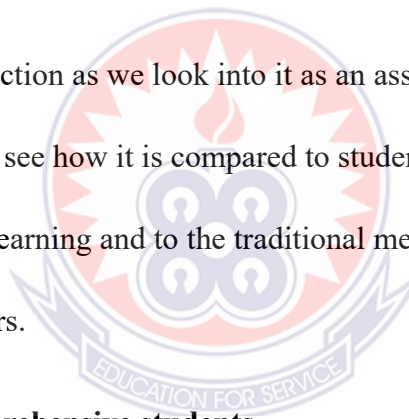 ction as we look into it as an ass
see how it is compared to studen
earning and to the traditional me
rs.
EDUCATION FOR SERVICE
rehensive students